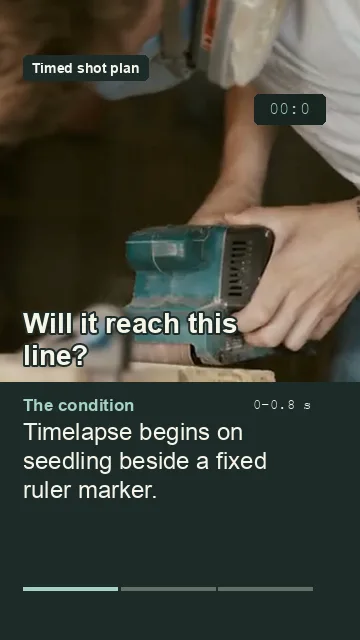 Timed shot plan
00:0
Will it reach this
line?
The condition
0–0.8 s
Timelapse begins on
seedling beside a fixed
ruler marker.